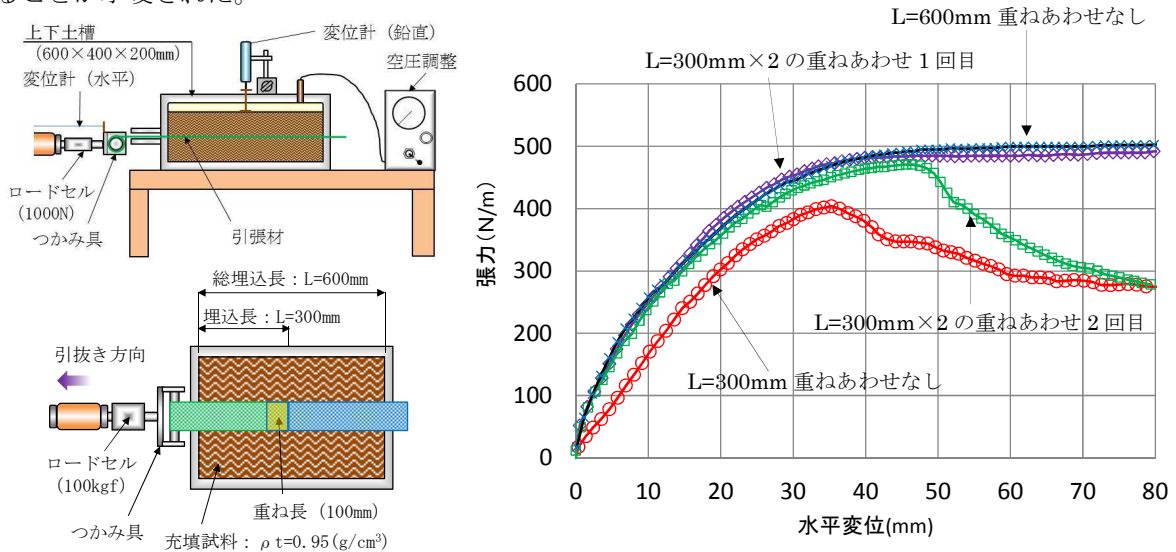 上下土槽
(600×400×200mm)
変位計（水平）
変位計（鉛直）
空圧調整
ロードセル
(1000N)
つかみ具
引張材
総埋込長：L=600mm
埋込長：L=300mm
引抜き方向
ロードセル
(100kgf)
つかみ具
重ね長（100mm）
充填試料：ρt=0.95(g/cm³)
L=600mm 重ねあわせなし
L=300mm×2 の重ねあわせ 1 回目
L=300mm×2 の重ねあわせ 2 回目
L=300mm 重ねあわせなし
張力(N/m)
600
500
400
300
200
100
0
0 10 20 30 40 50 60 70 80
水平変位(mm)